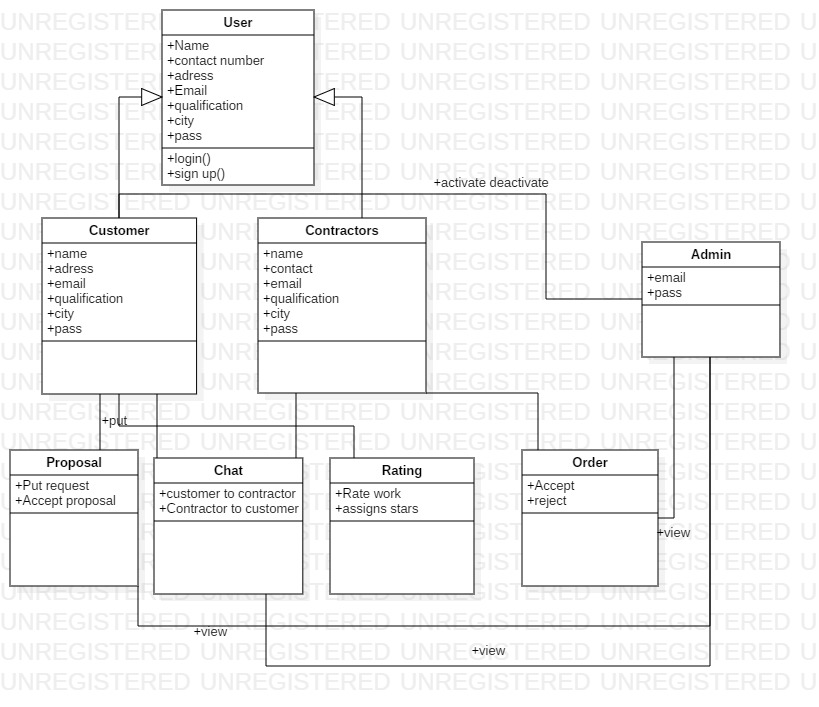 User
+Name
+contact number
+adress
+Email
+qualification
+city
+pass
+login()
+sign up()
+activate deactivate
Customer
+name
+adress
+email
+qualification
+city
+pass
Contractors
+name
+contact
+email
+qualification
+city
+pass
Admin
+email
+pass
+put
Proposal
+Put request
+Accept proposal
Chat
+customer to contractor
+Contractor to customer
Rating
+Rate work
+assigns stars
Order
+Accept
+reject
+view
+view
+view
UNREGISTERED